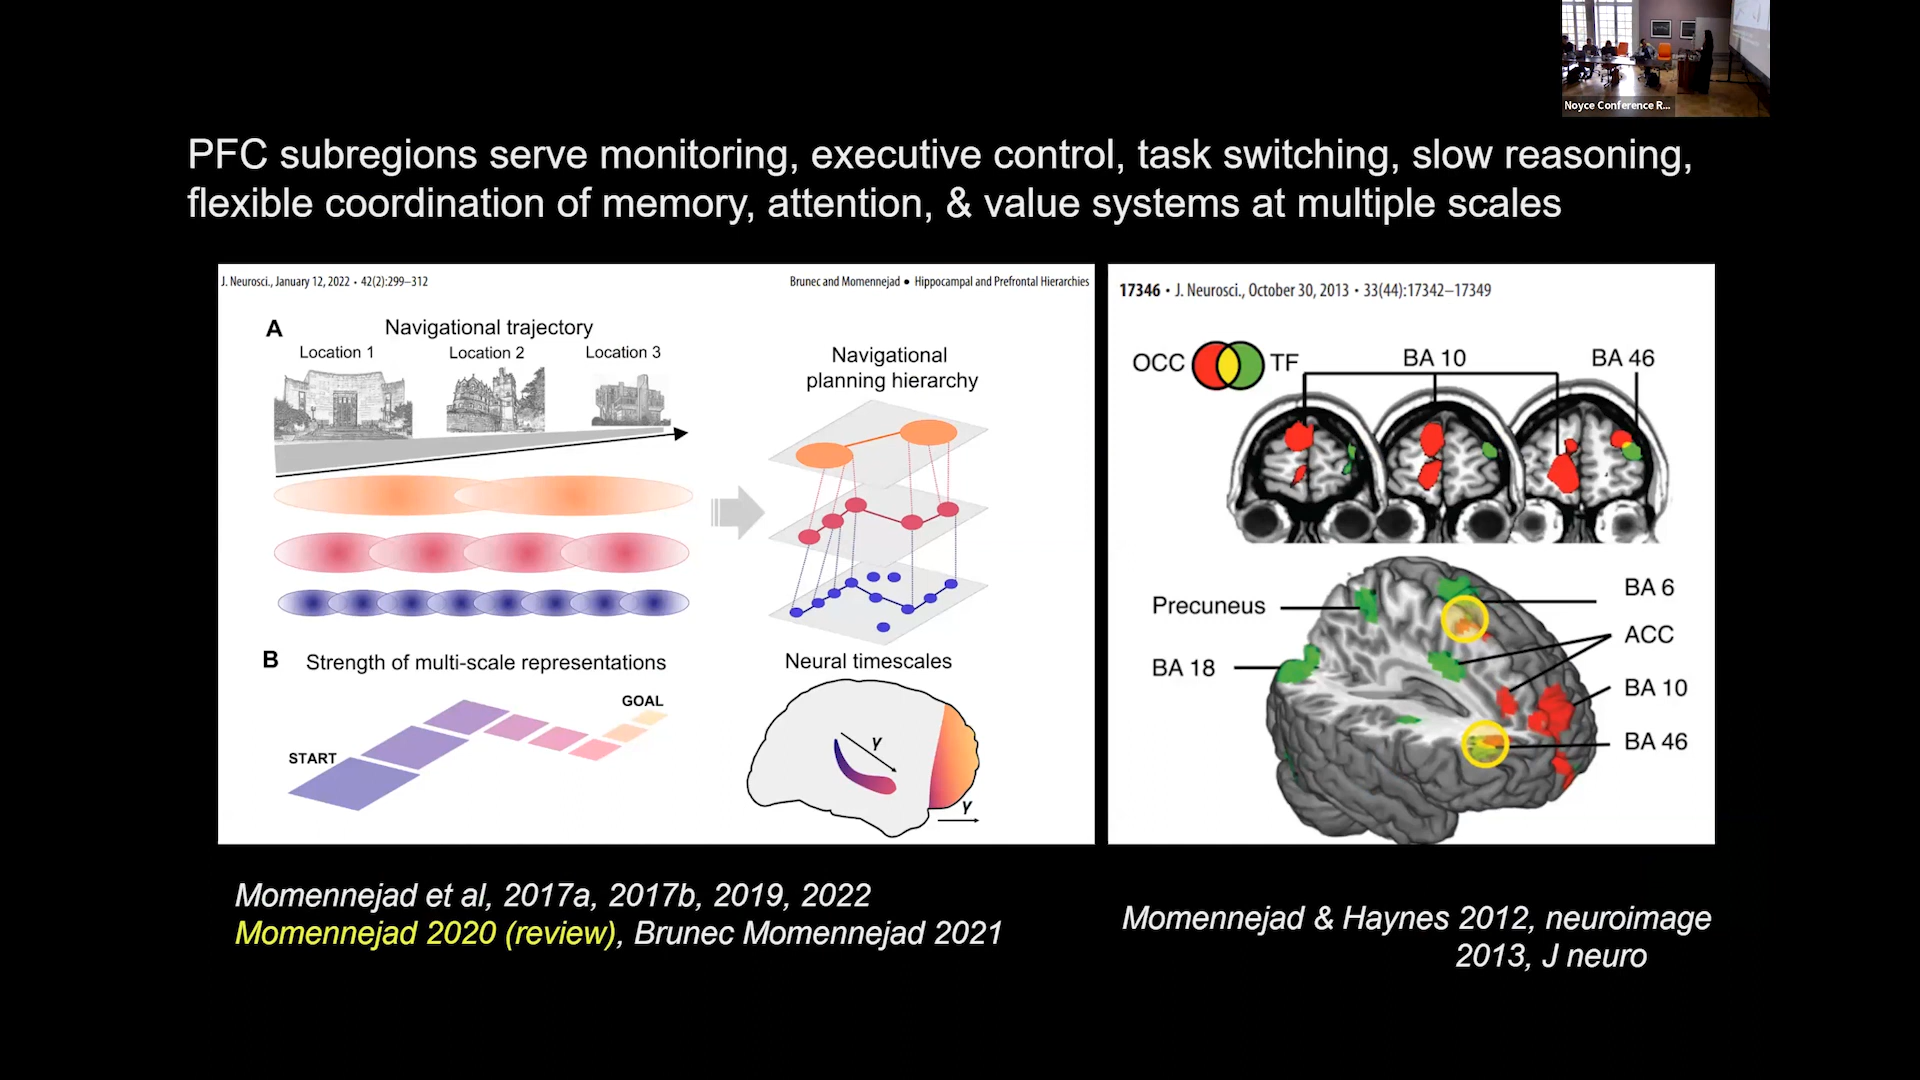 Noyce Conference R...
PFC subregions serve monitoring, executive control, task switching, slow reasoning,
flexible coordination of memory, attention, & value systems at multiple scales
J. Neurosci., January 12, 2022 • 42(2):299–312
Brunec and Momennejad • Hippocampal and Prefrontal Hierarchies
A
Navigational trajectory
Location 1
Location 2
Location 3
Navigational
planning hierarchy
B
Strength of multi-scale representations
START
GOAL
Neural timescales
γ
γ
17346 • J. Neurosci., October 30, 2013 • 33(44):17342–17349
OCC
TF
BA 10
BA 46
Precuneus
BA 18
BA 6
ACC
BA 10
BA 46
Momennejad et al, 2017a, 2017b, 2019, 2022
Momennejad 2020 (review), Brunec Momennejad 2021
Momennejad & Haynes 2012, neuroimage
2013, J neuro